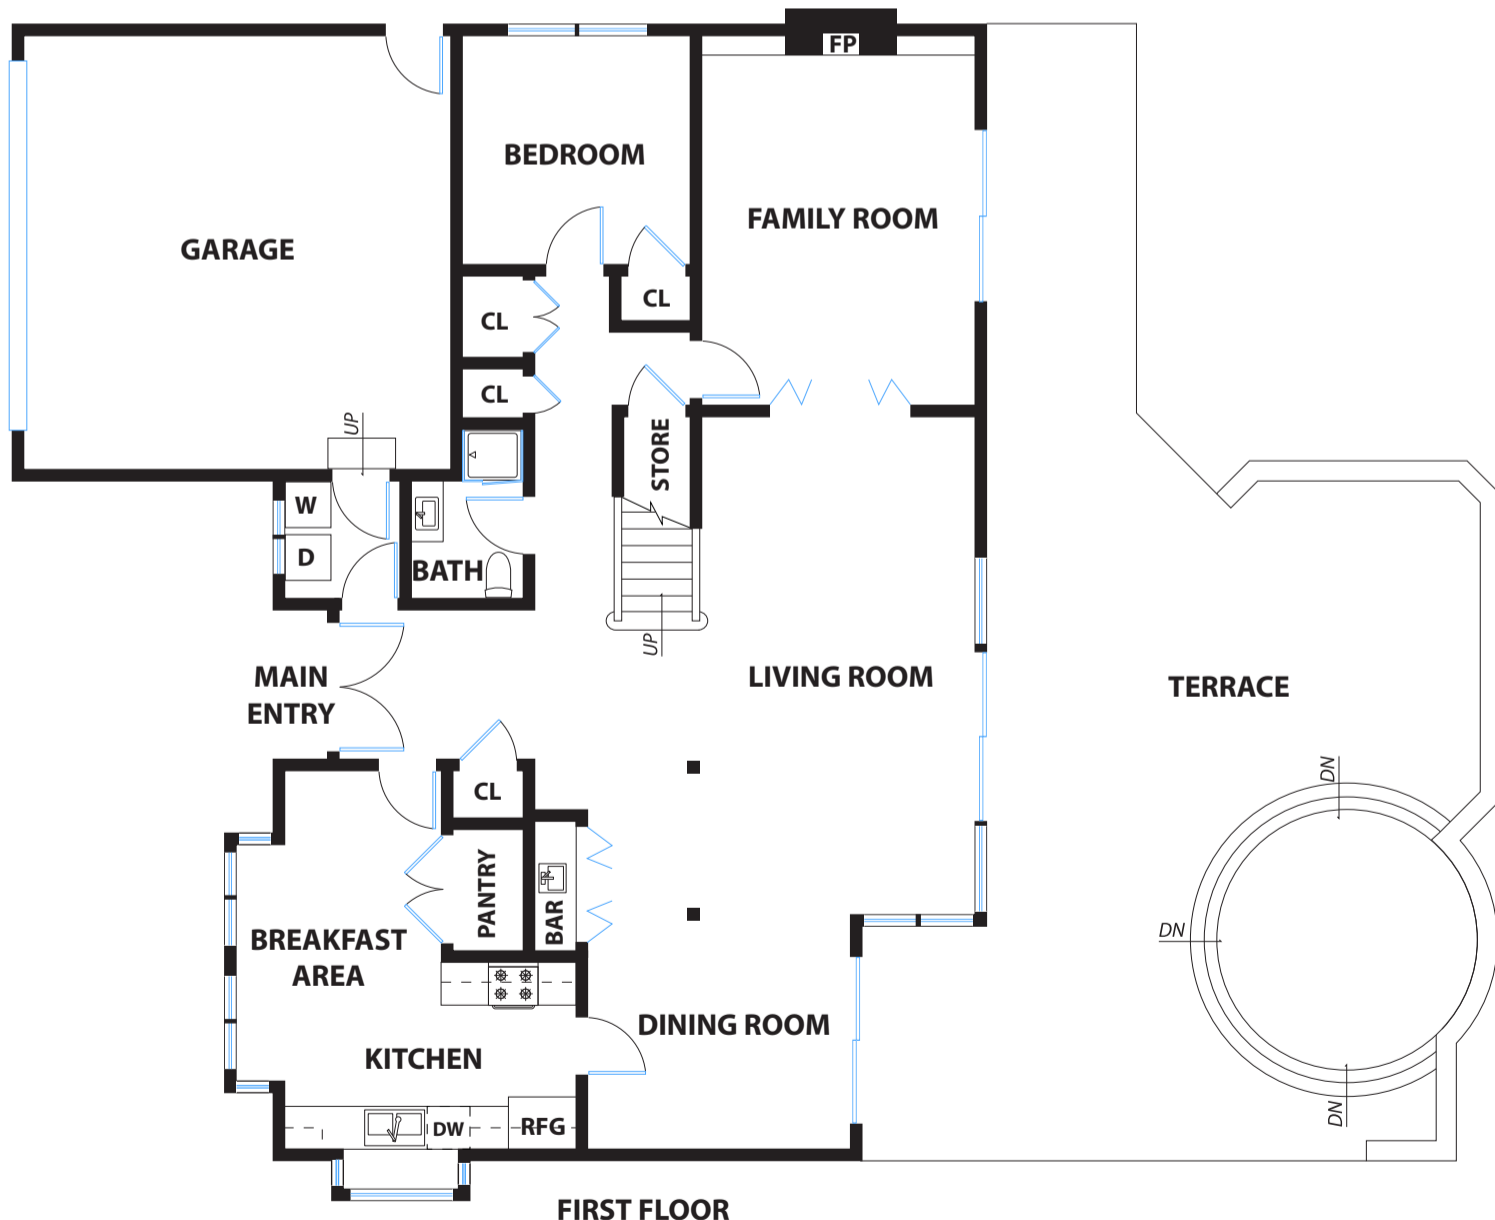 FP
BEDROOM
FAMILY ROOM
GARAGE
CL
CL
CL
UP
STORE
W
D
BATH
UP
MAIN
ENTRY
LIVING ROOM
TERRACE
CL
DN
PANTRY
BAR
BREAKFAST
AREA
DN
DINING ROOM
KITCHEN
DW
RFG
DN
FIRST FLOOR